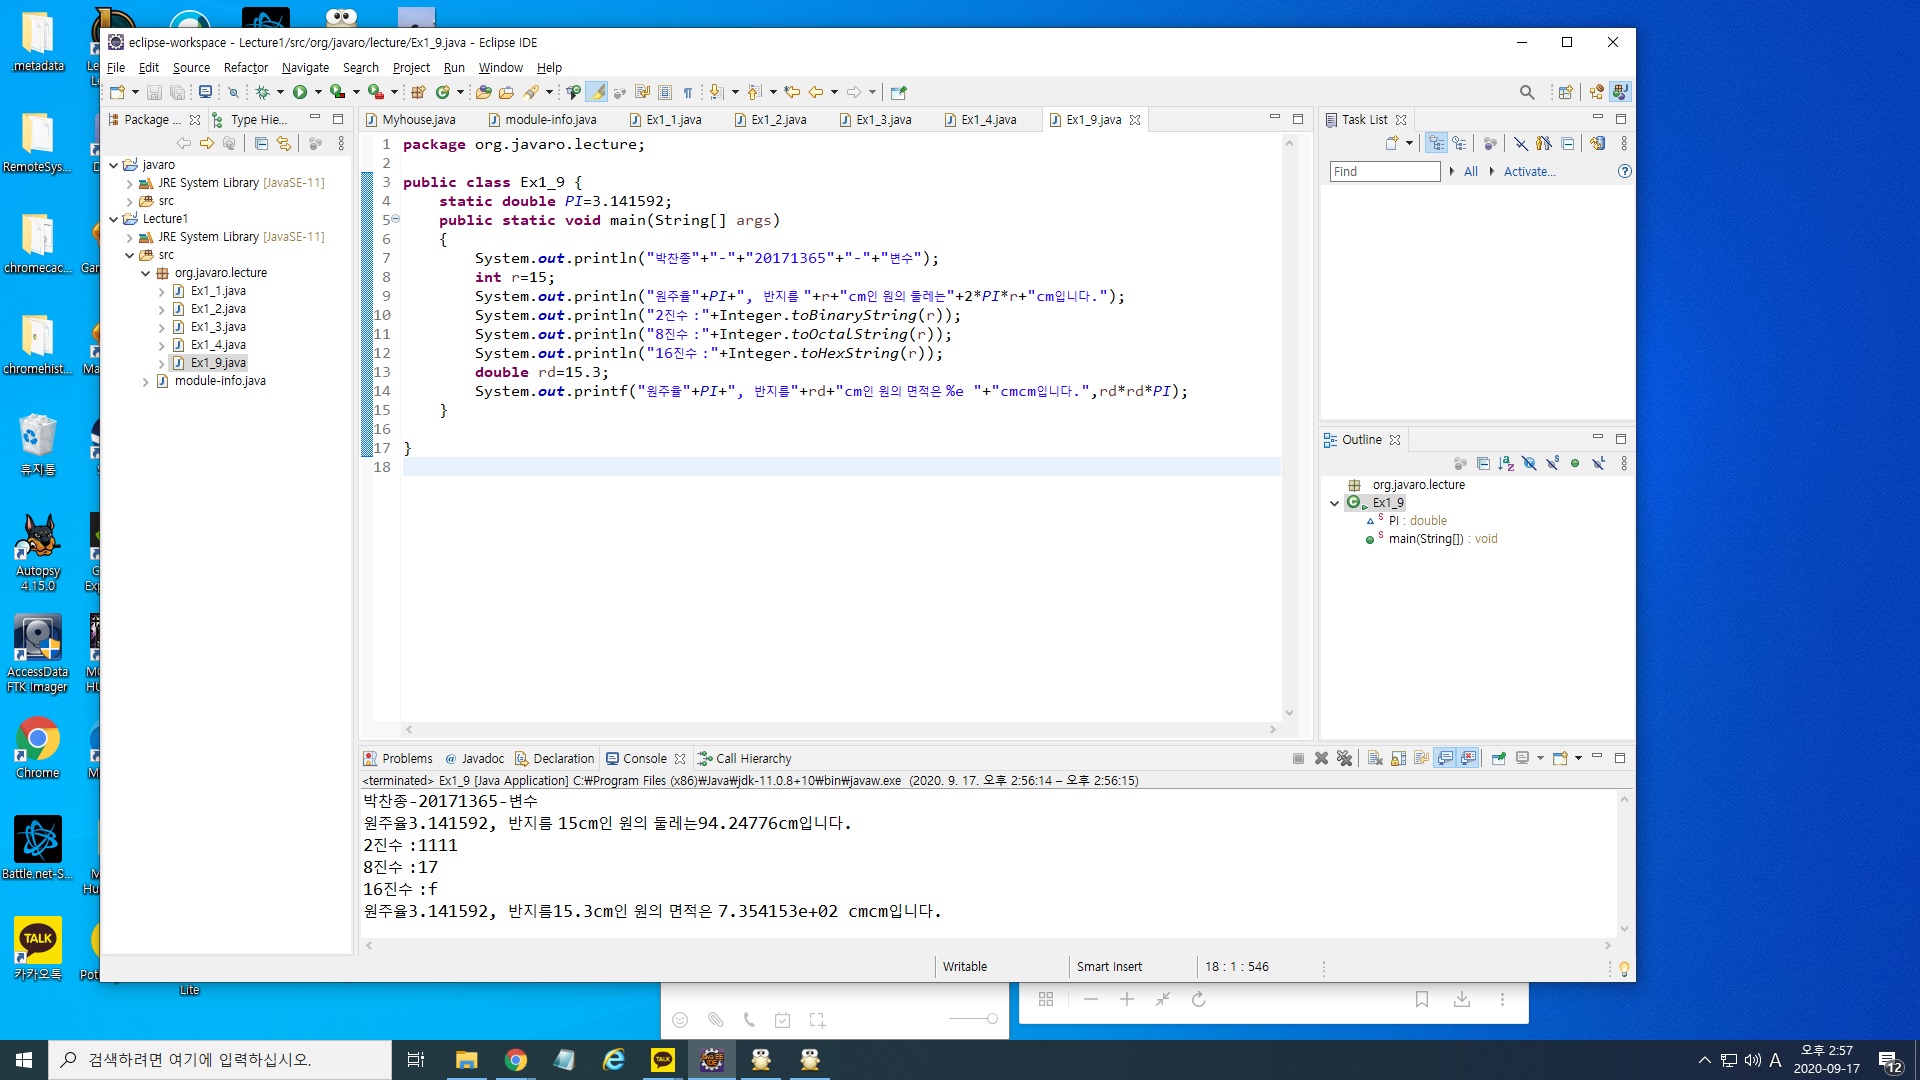 .metadata
RemoteSys...
chromecac...
chromehist...
휴지통
Autopsy
4.15.0
AccessData
FTK Imager
Chrome
Battle.net-S...
TALK
카카오톡
Lite
eclipse-workspace - Lecture1/src/org/javaro/lecture/Ex1_9.java - Eclipse IDE
File Edit Source Refactor Navigate Search Project Run Window Help
Package ... Type Hie...
javaro
JRE System Library [JavaSE-11]
src
Lecture1
JRE System Library [JavaSE-11]
src
org.javaro.lecture
Ex1_1.java
Ex1_2.java
Ex1_3.java
Ex1_4.java
Ex1_9.java
module-info.java
Myhouse.java module-info.java Ex1_1.java Ex1_2.java Ex1_3.java Ex1_4.java Ex1_9.java
1 package org.javaro.lecture;
2
3 public class Ex1_9 {
4 static double PI=3.141592;
5 public static void main(String[] args)
6 {
7 System.out.println("박찬종"+"-"+"20171365"+"-"+"변수");
8 int r=15;
9 System.out.println("원주율"+PI+", 반지름 "+r+"cm인 원의 둘레는"+2*PI*r+"cm입니다.");
10 System.out.println("2진수 :"+Integer.toBinaryString(r));
11 System.out.println("8진수 :"+Integer.toOctalString(r));
12 System.out.println("16진수 :"+Integer.toHexString(r));
13 double rd=15.3;
14 System.out.printf("원주율"+PI+", 반지름"+rd+"cm인 원의 면적은 %e "+"cmcm입니다.",rd*rd*PI);
15 }
16
17 }
18
Task List
Find All Activate...
Outline
org.javaro.lecture
Ex1_9
PI : double
main(String[]) : void
Problems Javadoc Declaration Console Call Hierarchy
<terminated> Ex1_9 [Java Application] C:₩Program Files (x86)₩Java₩jdk-11.0.8+10₩bin₩javaw.exe (2020. 9. 17. 오후 2:56:14 – 오후 2:56:15)
박찬종-20171365-변수
원주율3.141592, 반지름 15cm인 원의 둘레는94.24776cm입니다.
2진수 :1111
8진수 :17
16진수 :f
원주율3.141592, 반지름15.3cm인 원의 면적은 7.354153e+02 cmcm입니다.
Writable Smart Insert 18 : 1 : 546
검색하려면 여기에 입력하십시오.
TALK
A
오후 2:57
2020-09-17
12